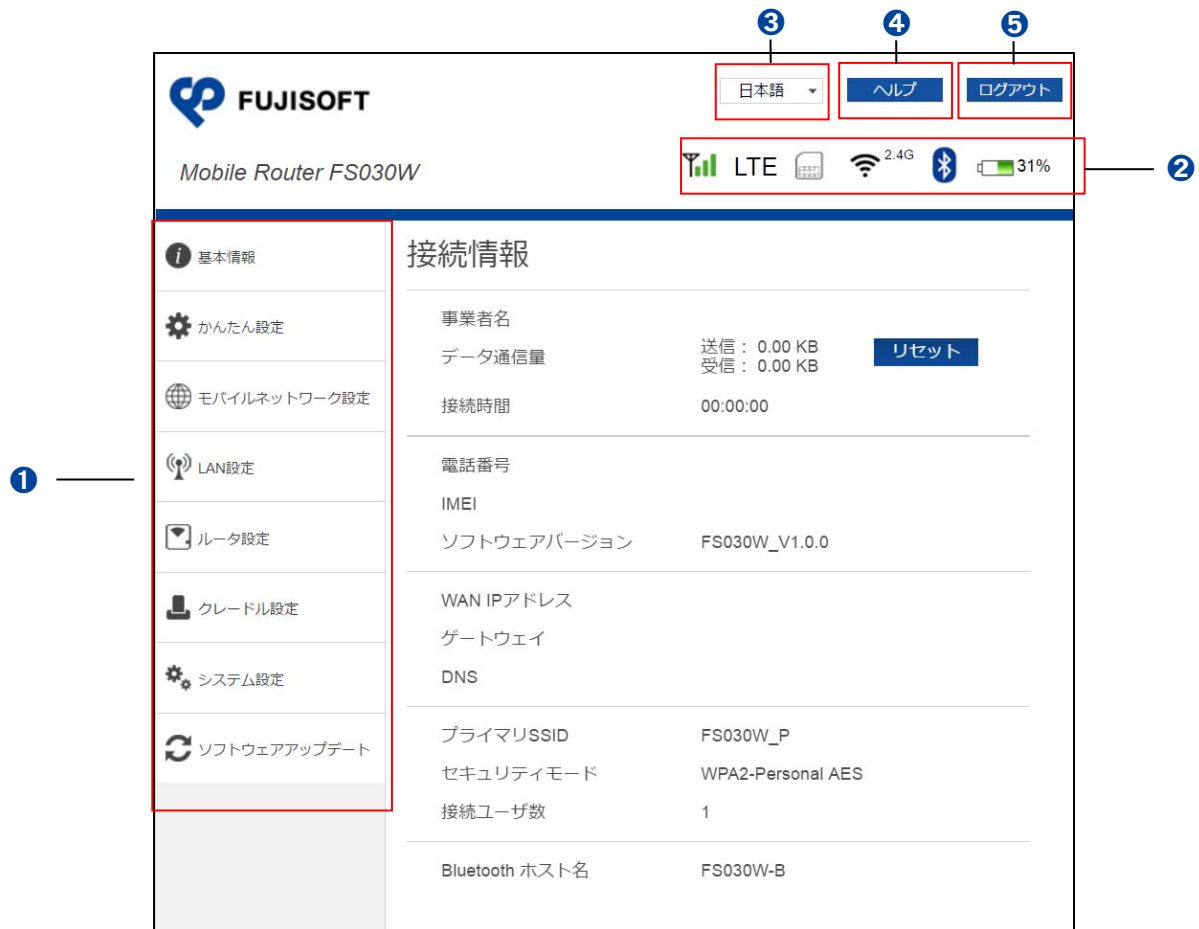 ❸ ❹ ❺
FUJISOFT
日本語 ヘルプ ログアウト
Mobile Router FS030W
LTE 2.4G 31%
❷
基本情報
かんたん設定
モバイルネットワーク設定
❶
LAN設定
ルータ設定
クレードル設定
システム設定
ソフトウェアアップデート
接続情報
事業者名
データ通信量 送信： 0.00 KB
受信： 0.00 KB
リセット
接続時間 00:00:00
電話番号
IMEI
ソフトウェアバージョン FS030W_V1.0.0
WAN IPアドレス
ゲートウェイ
DNS
プライマリSSID FS030W_P
セキュリティモード WPA2-Personal AES
接続ユーザ数 1
Bluetooth ホスト名 FS030W-B